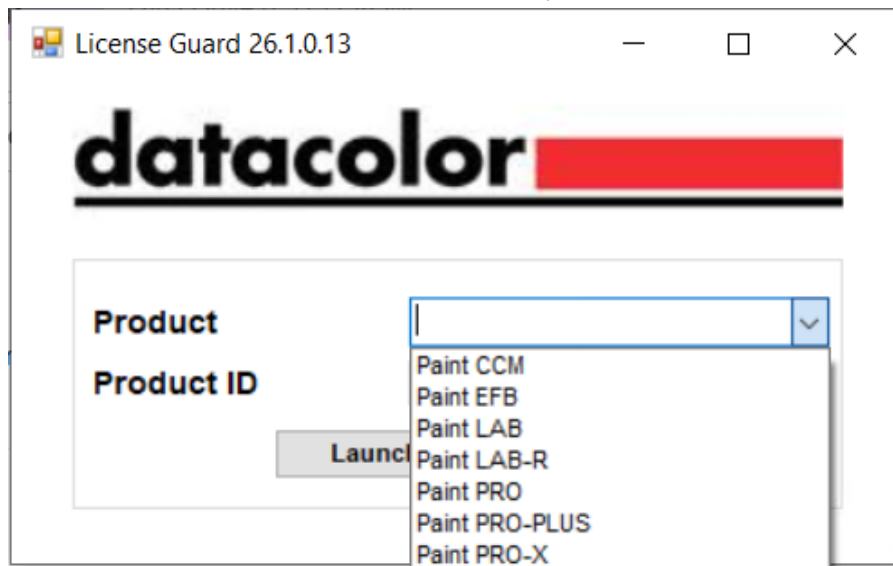 License Guard 26.1.0.13
datacolor
Product
Product ID
Paint CCM
Paint EFB
Paint LAB
Paint LAB-R
Paint PRO
Paint PRO-PLUS
Paint PRO-X